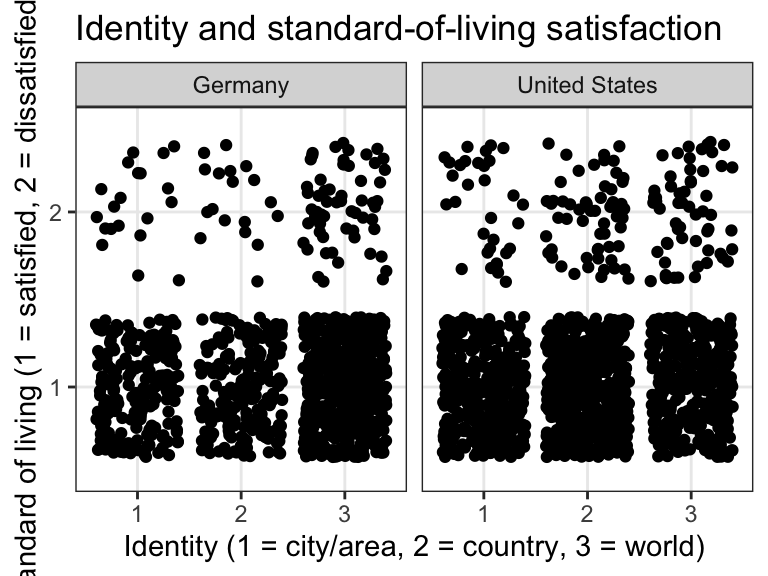 Identity and standard-of-living satisfaction
Germany
United States
andard of living (1 = satisfied, 2 = dissatisfied
2
1
1 2 3
1 2 3
Identity (1 = city/area, 2 = country, 3 = world)